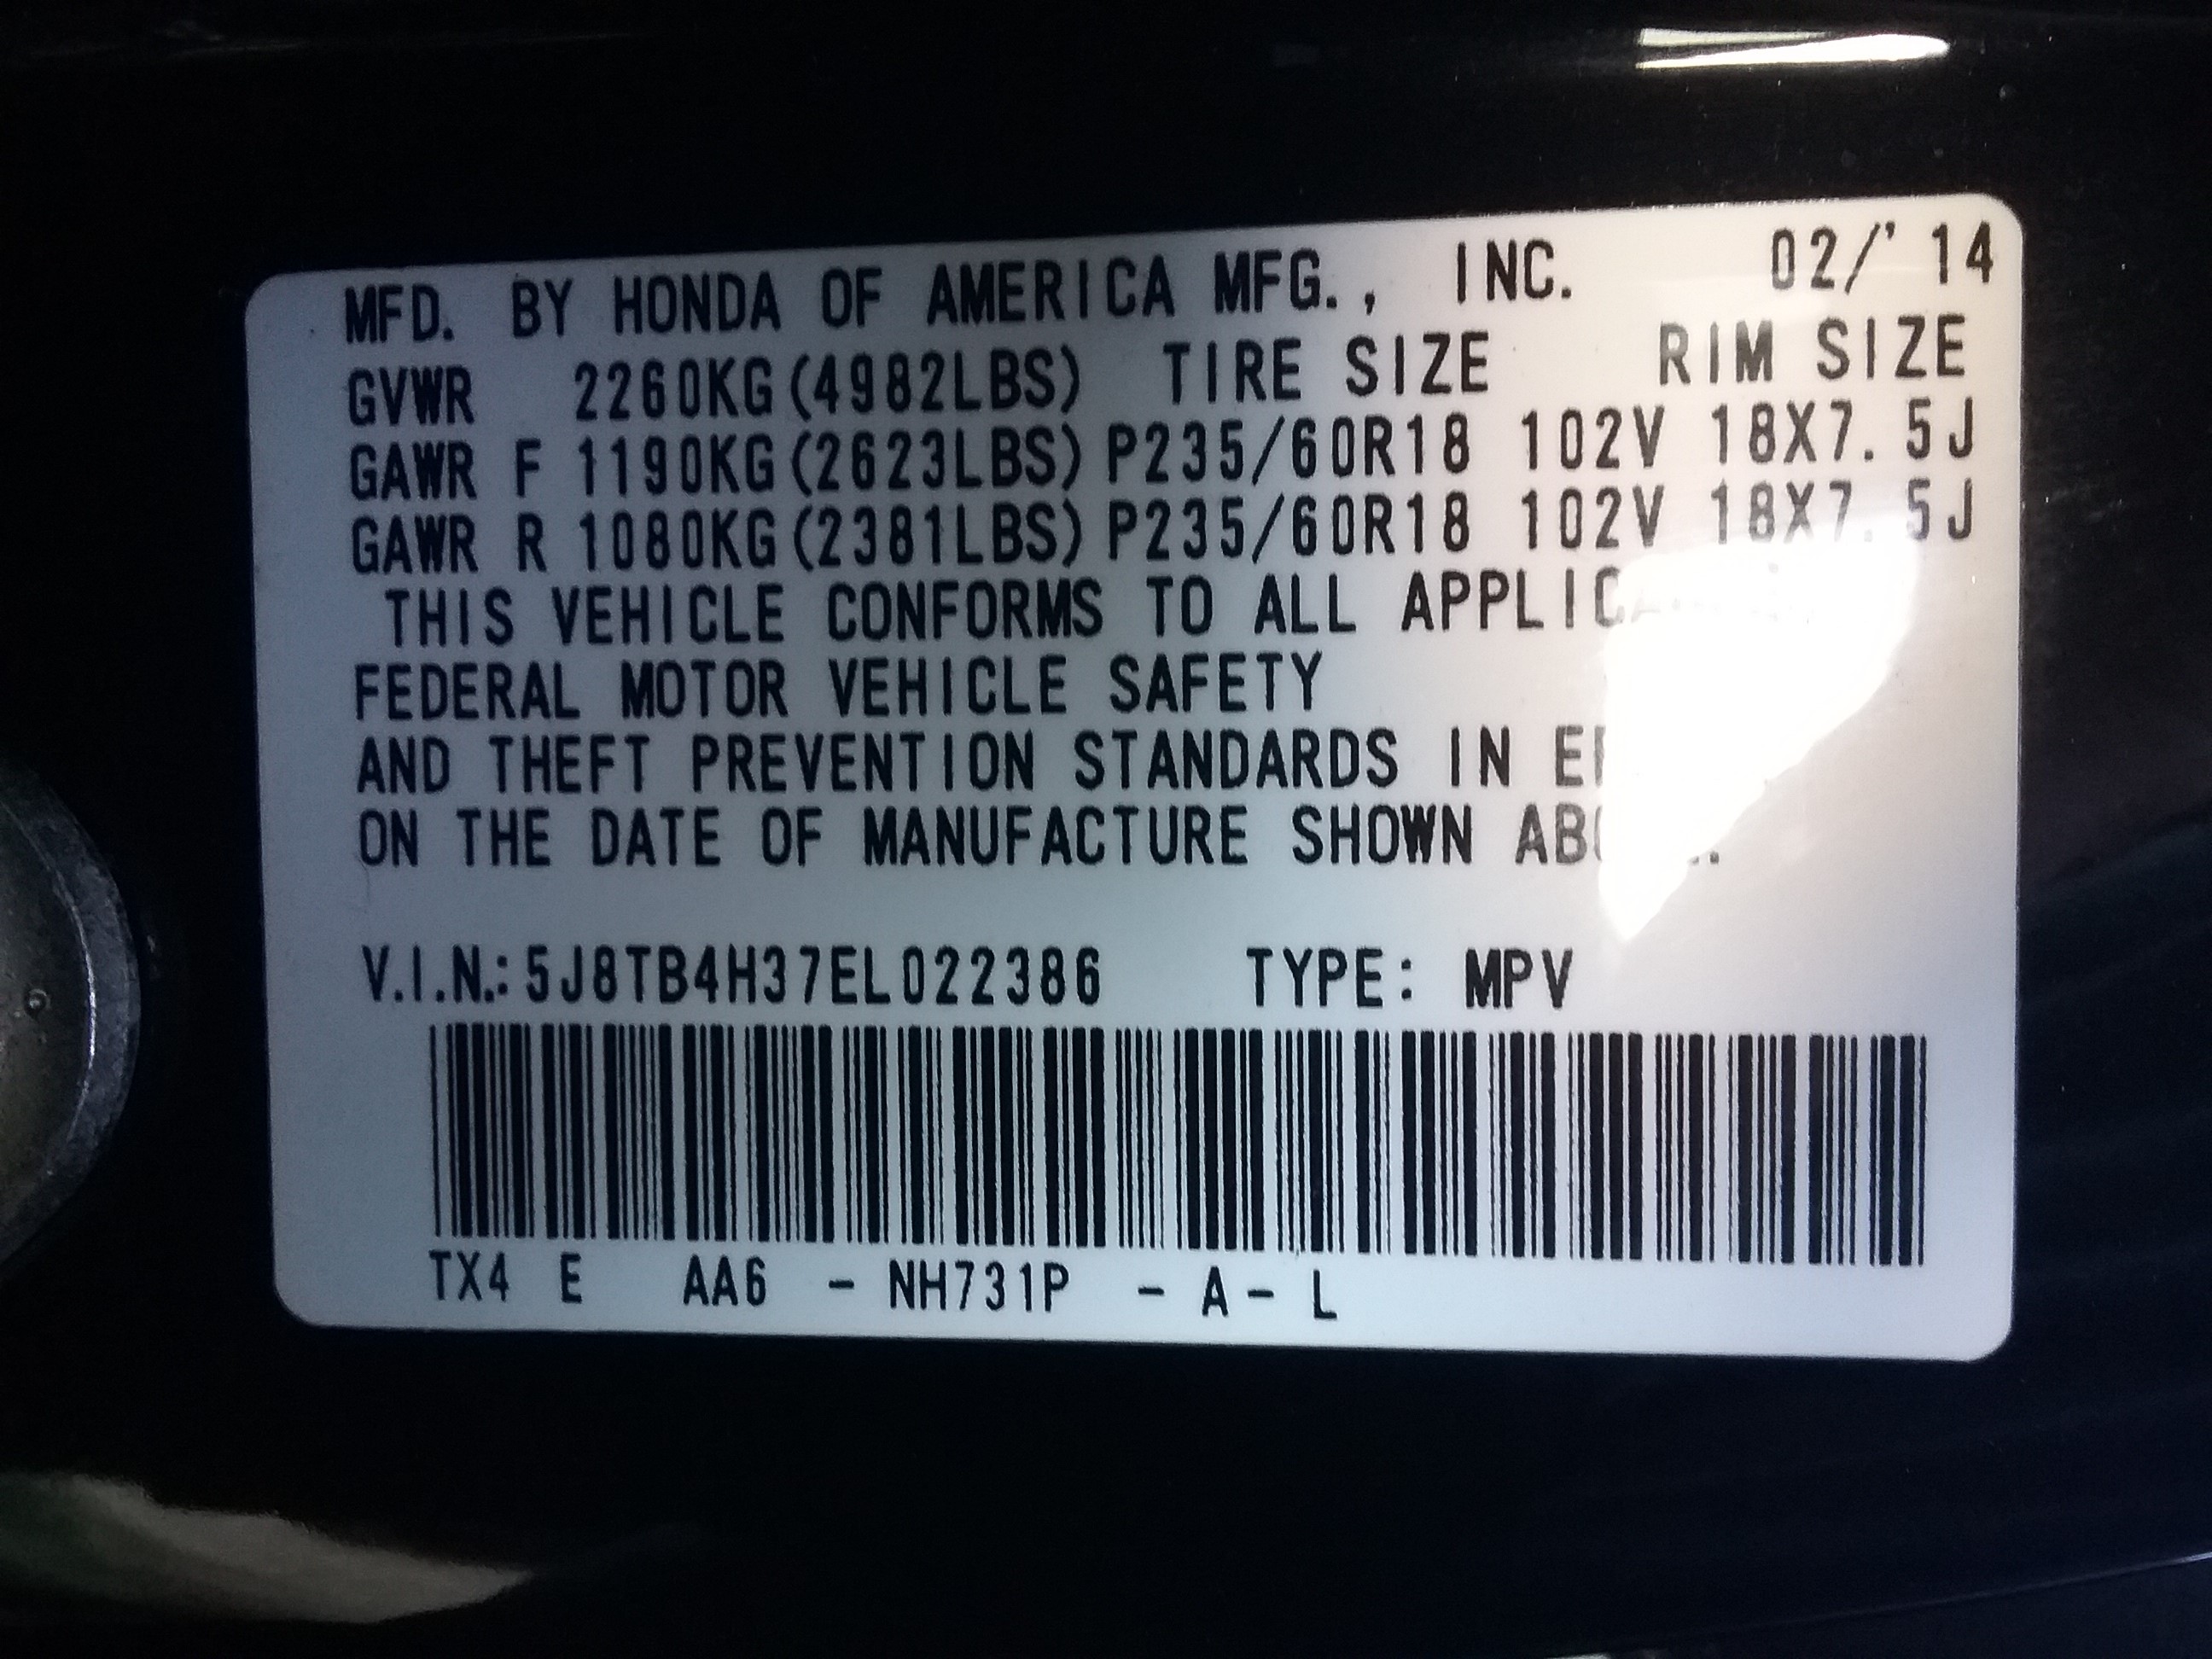 MFD. BY HONDA OF AMERICA MFG., INC. 02/'14
GVWR 2260KG(4982LBS) TIRE SIZE RIM SIZE
GAWR F 1190KG(2623LBS) P235/60R18 102V 18X7.5J
GAWR R 1080KG(2381LBS) P235/60R18 102V 18X7.5J
THIS VEHICLE CONFORMS TO ALL
FEDERAL MOTOR VEHICLE SAFETY
AND THEFT PREVENTION STANDARDS IN
ON THE DATE OF MANUFACTURE SHOWN
V.I.N.: 5J8TB4H37EL022386 TYPE: MPV
TX4 E AA6 - NH731P - A - L